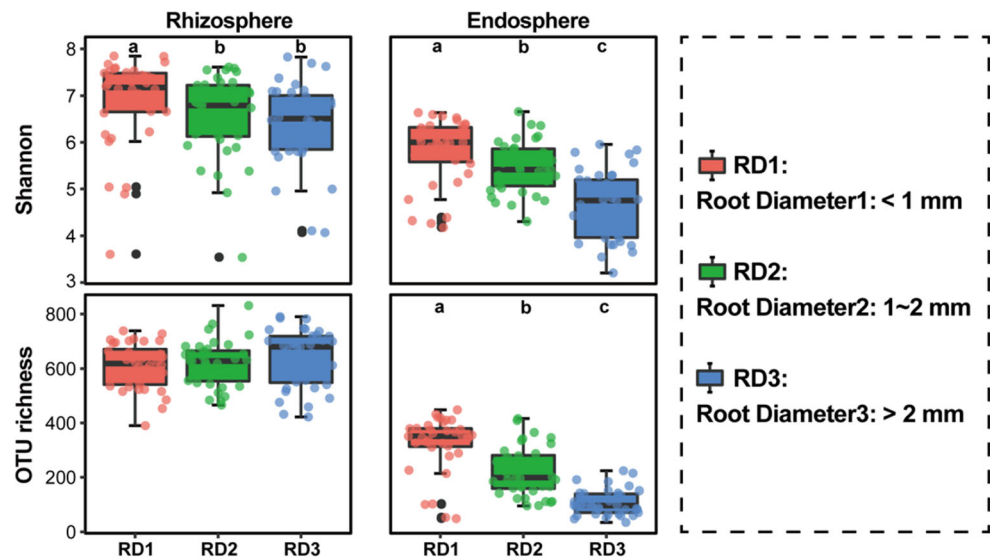 Rhizosphere
Endosphere
Shannon
8
7
6
5
4
3
a b b
a b c
OTU richness
800
600
400
200
0
a b c
RD1 RD2 RD3
RD1 RD2 RD3
RD1:
Root Diameter1: < 1 mm
RD2:
Root Diameter2: 1~2 mm
RD3:
Root Diameter3: > 2 mm